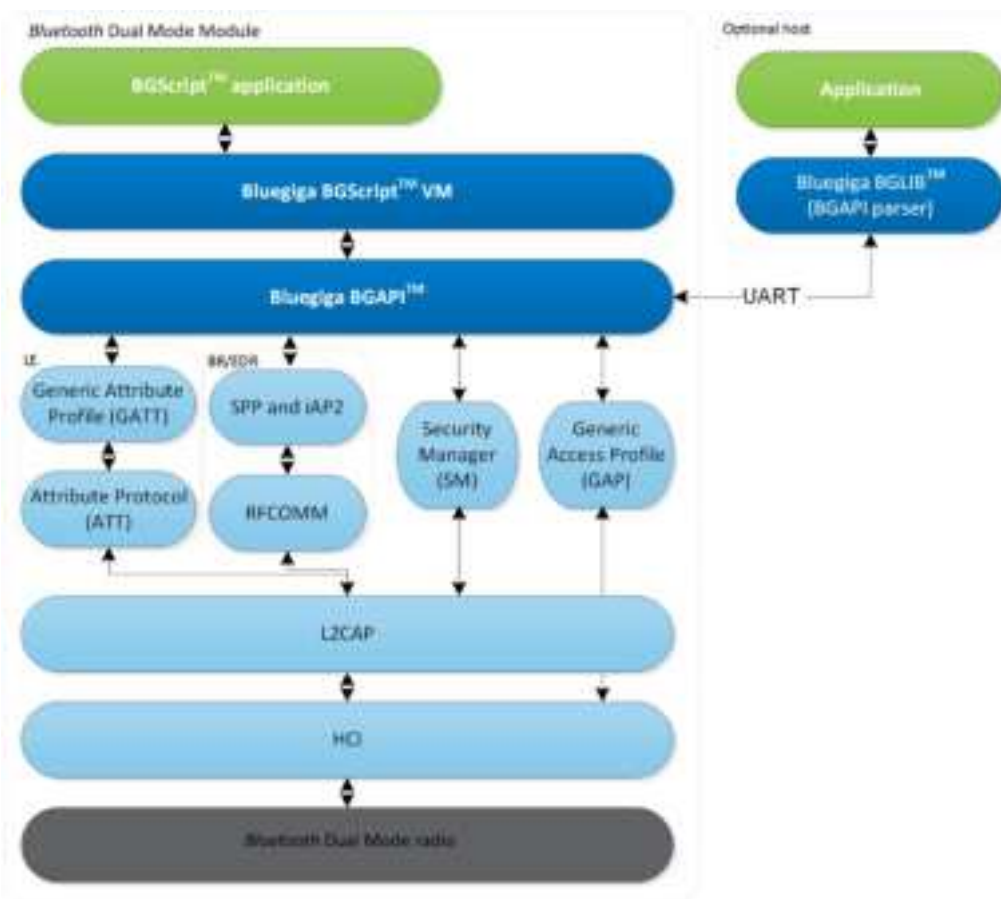 Bluetooth Dual Mode Module
Optional host
BGScript™ application
Application
Bluegiga BGScript™ VM
Bluegiga BGLIB™
(BGAPI parser)
Bluegiga BGAPI™
UART
LE
BR/EDR
Generic Attribute
Profile (GATT)
SPP and iAP2
Security
Manager
(SM)
Generic
Access Profile
(GAP)
Attribute Protocol
(ATT)
RFCOMM
L2CAP
HCI
Bluetooth Dual Mode radio